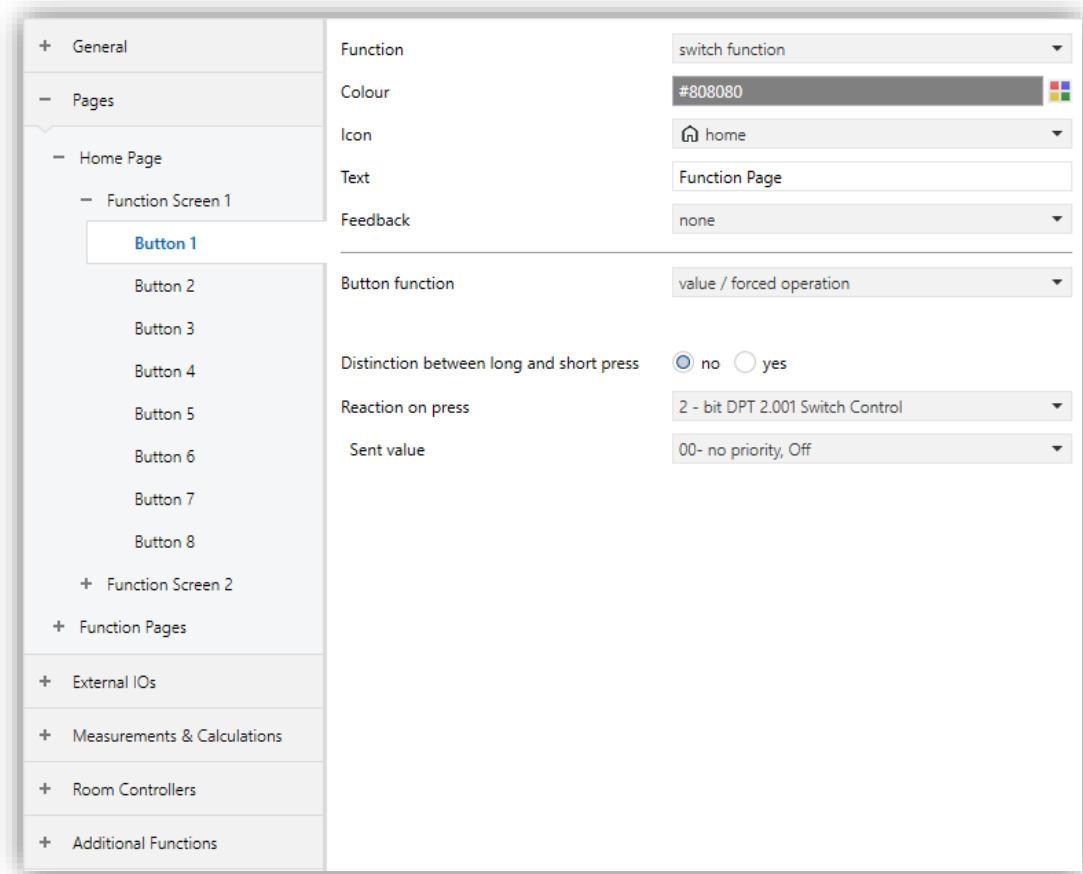 + General
− Pages
− Home Page
− Function Screen 1
Button 1
Button 2
Button 3
Button 4
Button 5
Button 6
Button 7
Button 8
+ Function Screen 2
+ Function Pages
+ External IOs
+ Measurements & Calculations
+ Room Controllers
+ Additional Functions
Function switch function
Colour #808080
Icon home
Text Function Page
Feedback none
Button function value / forced operation
Distinction between long and short press no yes
Reaction on press 2 - bit DPT 2.001 Switch Control
Sent value 00- no priority, Off